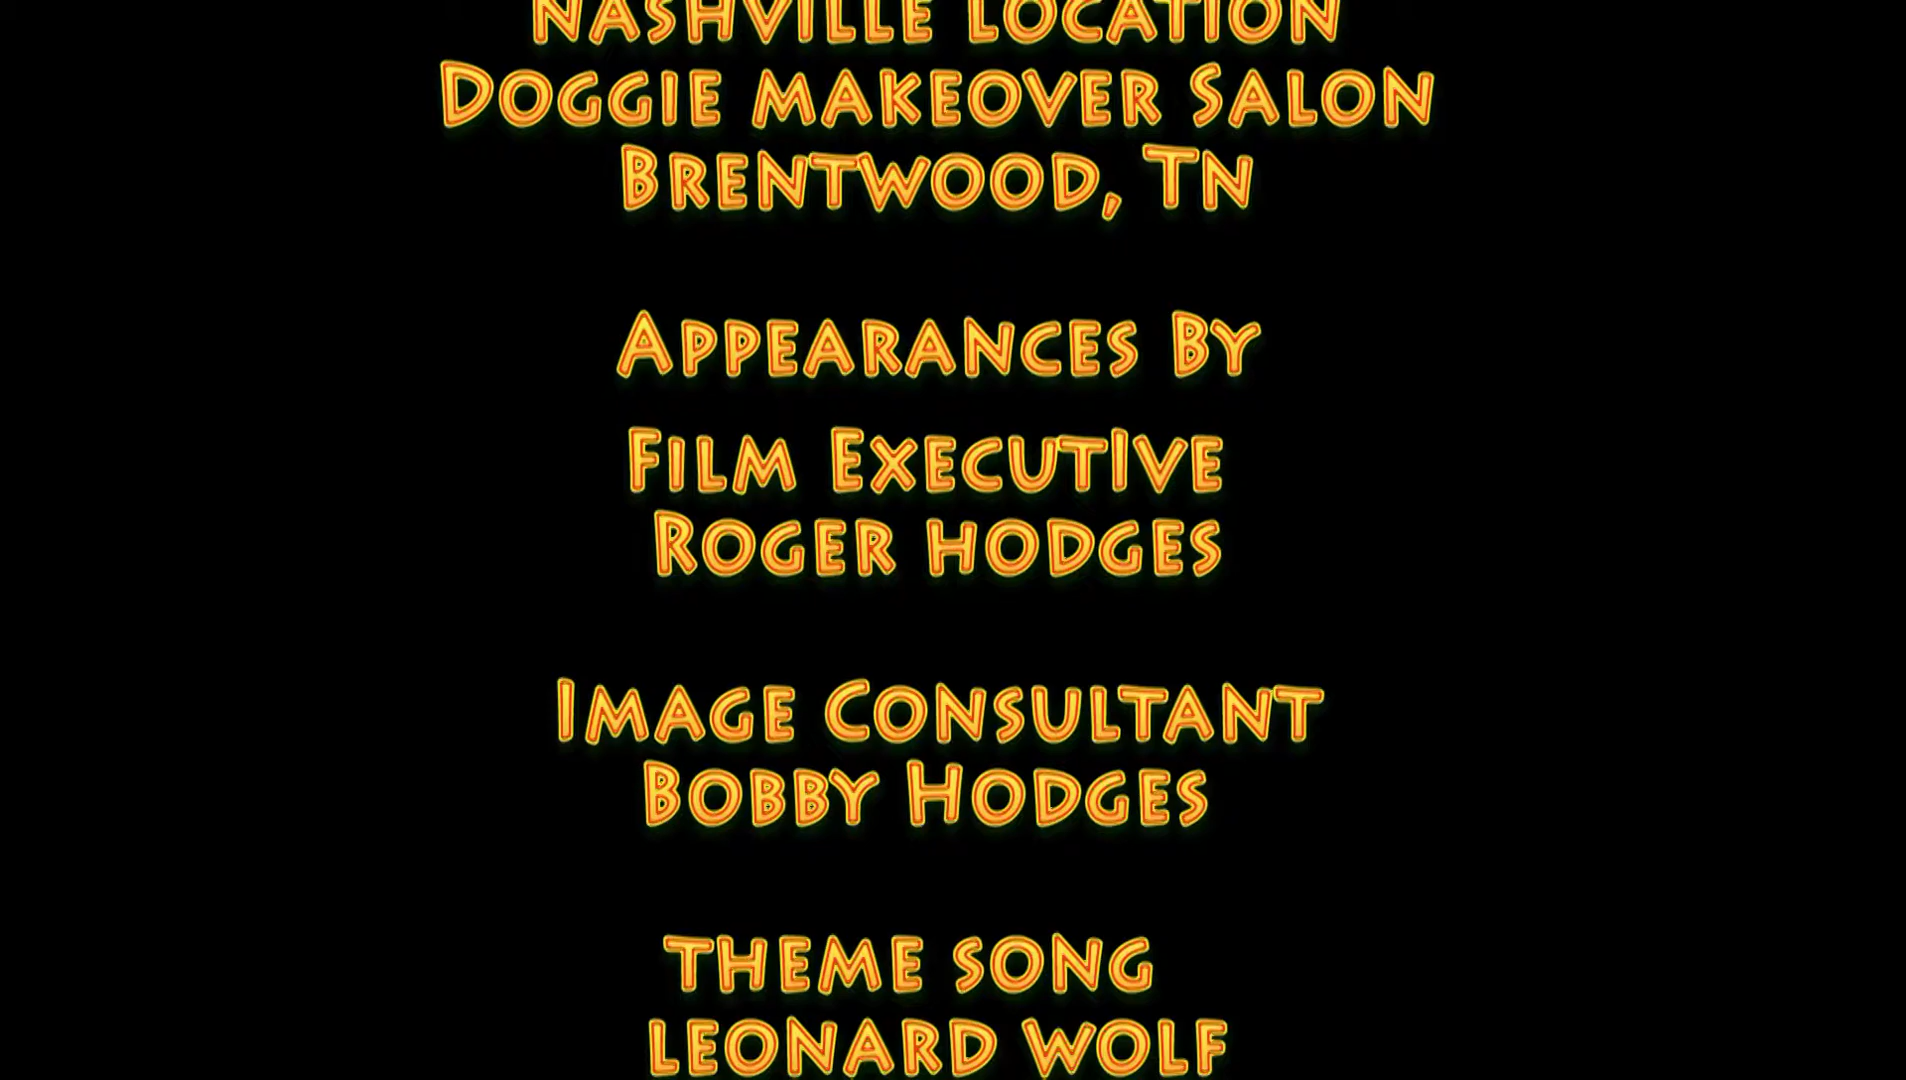 Nashville Location
Doggie makeover Salon
Brentwood, Tn
Appearances By
Film Executive
Roger hodges
Image Consultant
Bobby Hodges
theme song
leonard wolf